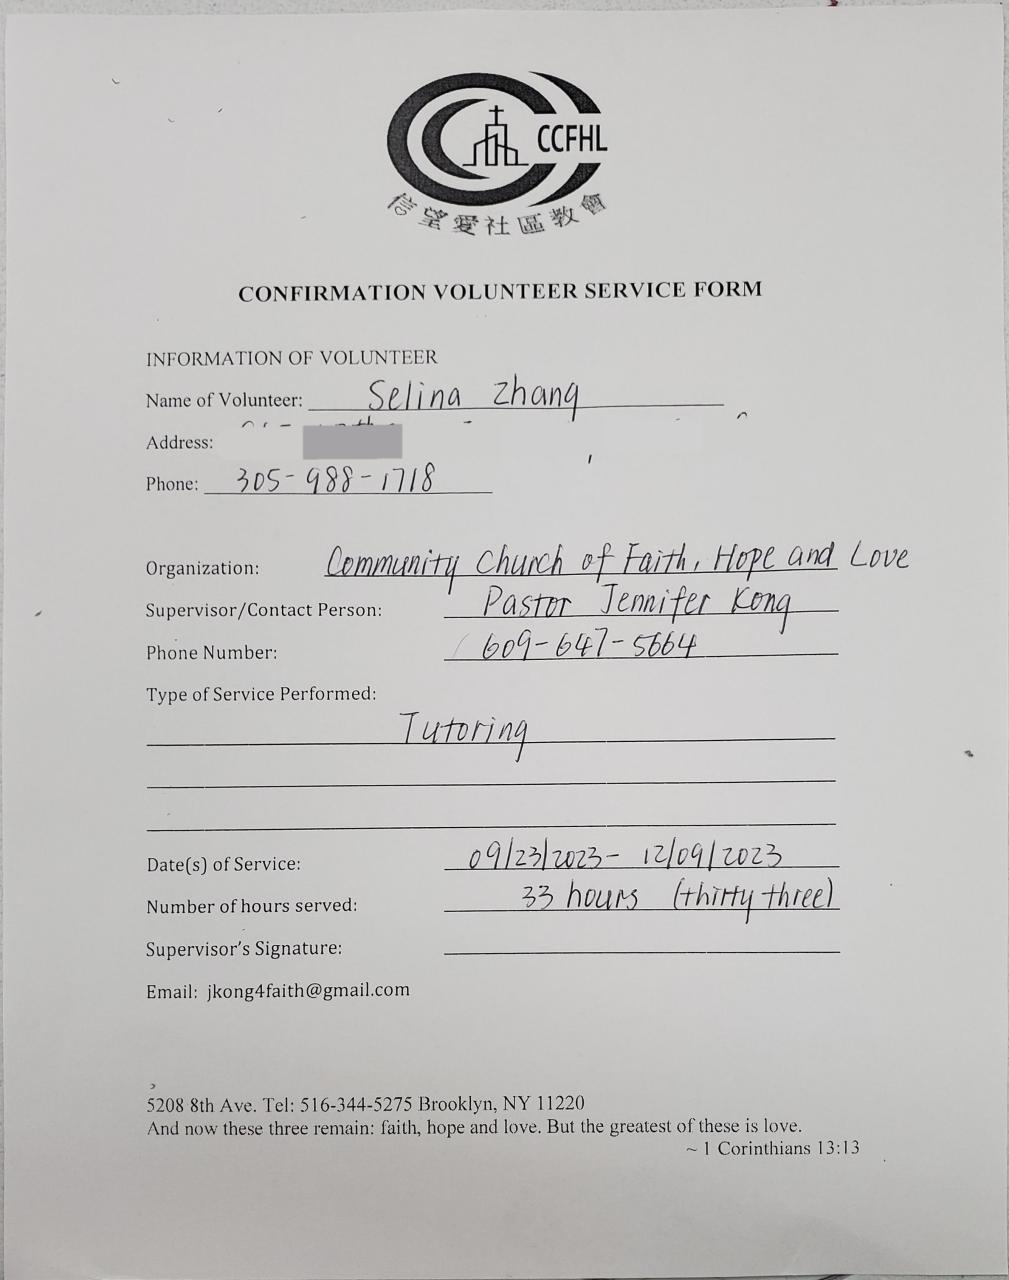 CCFHL
信望愛社區教會
CONFIRMATION VOLUNTEER SERVICE FORM
INFORMATION OF VOLUNTEER
Name of Volunteer: Selina Zhang
Address:
Phone: 305-988-1718
Organization: Community Church of Faith, Hope and Love
Supervisor/Contact Person: Pastor Jennifer Kong
Phone Number: 609-647-5664
Type of Service Performed:
Tutoring
Date(s) of Service: 09/23/2023- 12/09/2023
Number of hours served: 33 hours (thirty three)
Supervisor's Signature:
Email: jkong4faith@gmail.com
5208 8th Ave. Tel: 516-344-5275 Brooklyn, NY 11220
And now these three remain: faith, hope and love. But the greatest of these is love.
~ 1 Corinthians 13:13